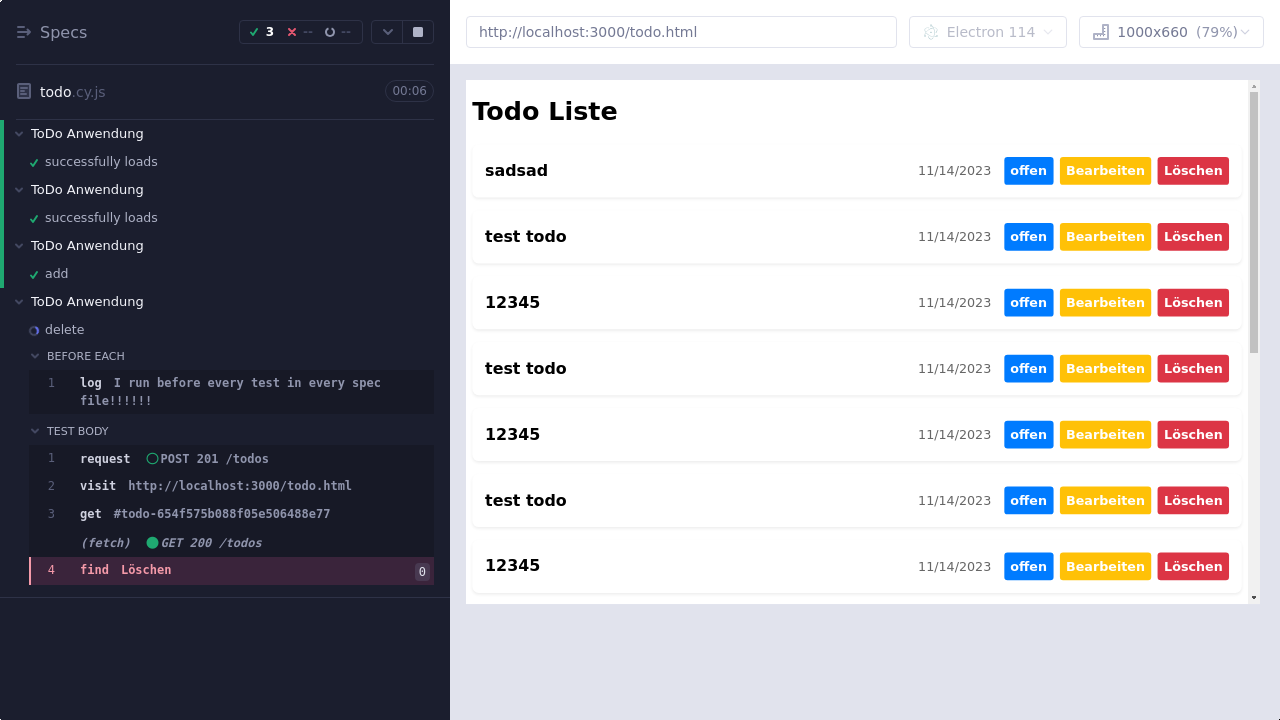 Specs
3
--
--
todo.cy.js
00:06
ToDo Anwendung
successfully loads
ToDo Anwendung
successfully loads
ToDo Anwendung
add
ToDo Anwendung
delete
BEFORE EACH
1 log I run before every test in every spec
file!!!!!!
TEST BODY
1 request POST 201 /todos
2 visit http://localhost:3000/todo.html
3 get #todo-654f575b088f05e506488e77
(fetch) GET 200 /todos
4 find Löschen 0
http://localhost:3000/todo.html
Electron 114
1000x660 (79%)
Todo Liste
sadsad 11/14/2023 offen Bearbeiten Löschen
test todo 11/14/2023 offen Bearbeiten Löschen
12345 11/14/2023 offen Bearbeiten Löschen
test todo 11/14/2023 offen Bearbeiten Löschen
12345 11/14/2023 offen Bearbeiten Löschen
test todo 11/14/2023 offen Bearbeiten Löschen
12345 11/14/2023 offen Bearbeiten Löschen